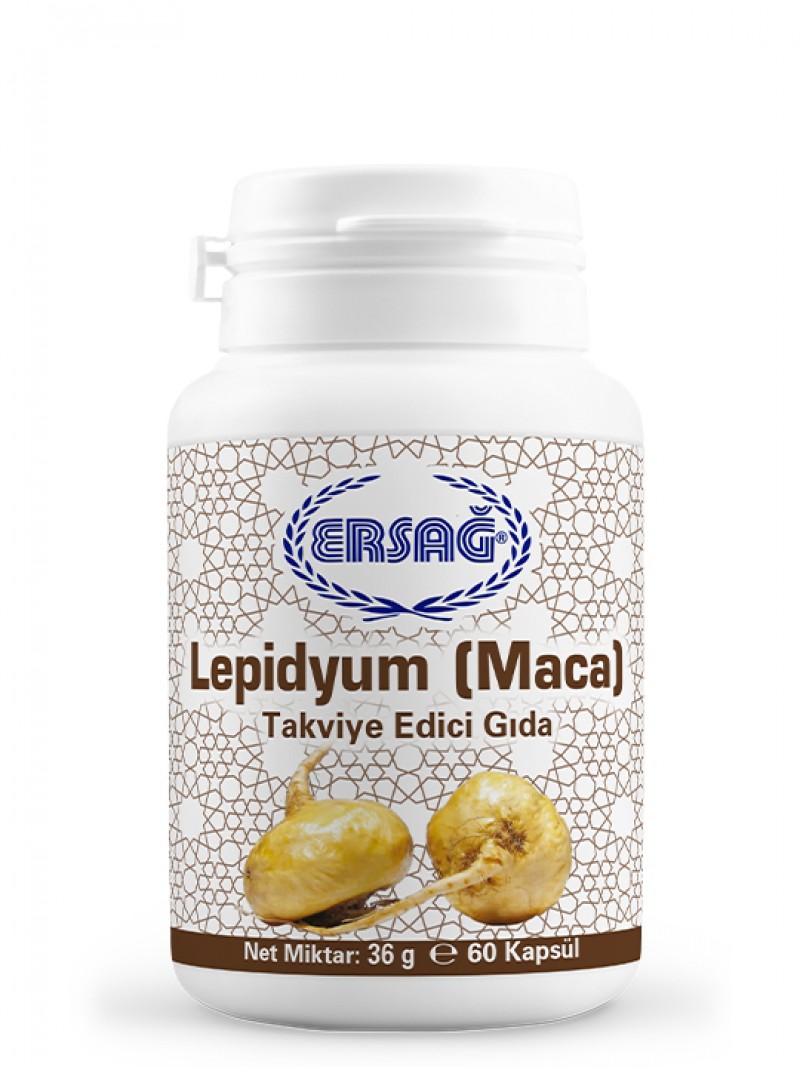 ERSAĞ®
Lepidyum (Maca)
Takviye Edici Gıda
Net Miktar: 36 g ℮ 60 Kapsül